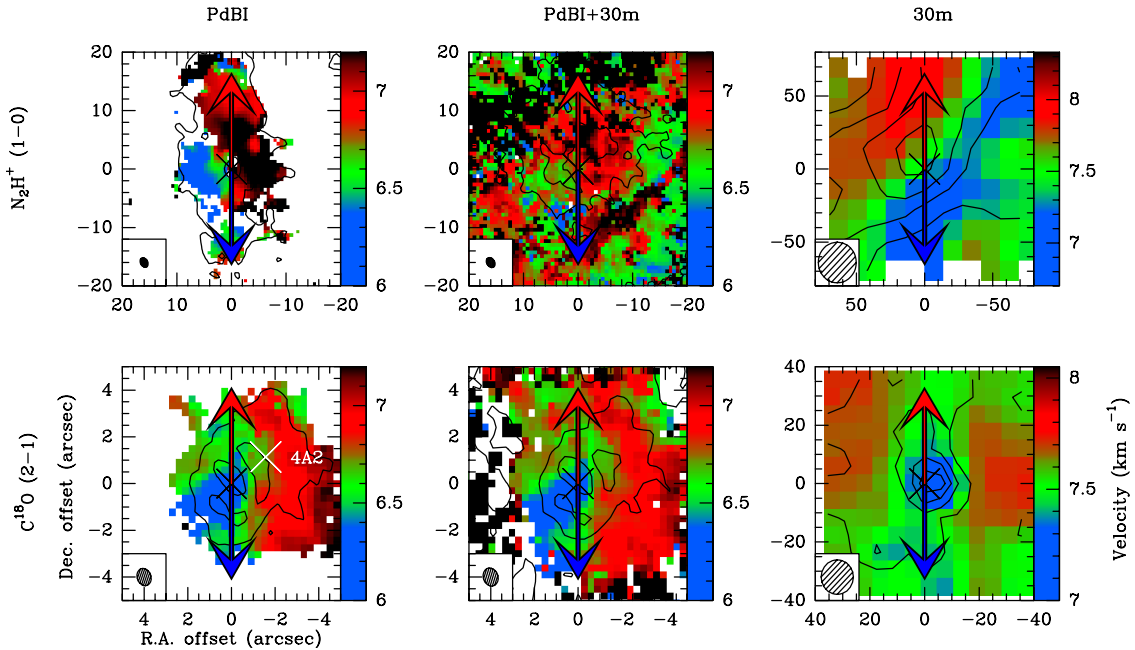 PdBI PdBI+30m 30m
N₂H⁺ (1−0)
20 10 0 −10 −20
20 10 0 −10 −20
7 6.5 6
20 10 0 −10 −20
20 10 0 −10 −20
7 6.5 6
50 0 −50
50 0 −50
8 7.5 7
C¹⁸O (2−1)
Dec. offset (arcsec)
4 2 0 −2 −4
4A2
4 2 0 −2 −4
R.A. offset (arcsec)
7 6.5 6
4 2 0 −2 −4
4 2 0 −2 −4
7 6.5 6
40 20 0 −20 −40
40 20 0 −20 −40
8 7.5 7
Velocity (km s⁻¹)